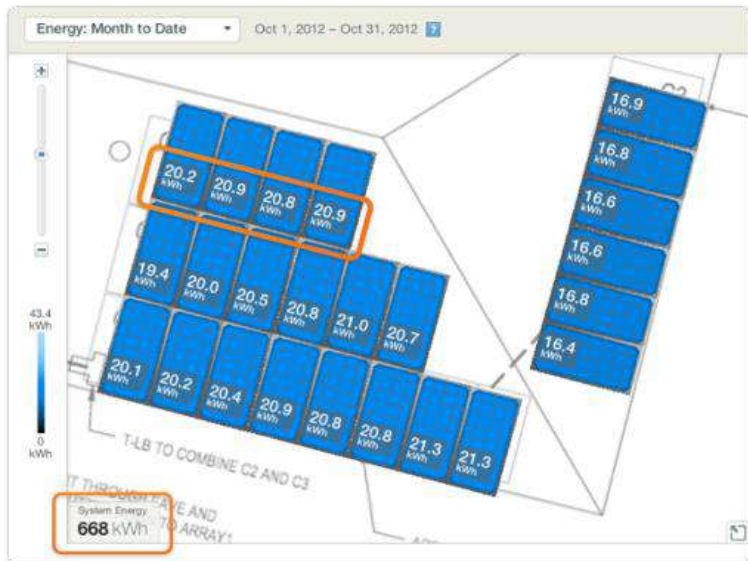 Energy: Month to Date
Oct 1, 2012 – Oct 31, 2012 ?
+
−
43.4
kWh
0
kWh
20.2
kWh
20.9
kWh
20.8
kWh
20.9
kWh
19.4
kWh
20.0
kWh
20.5
kWh
20.8
kWh
21.0
kWh
20.7
kWh
20.1
kWh
20.2
kWh
20.4
kWh
20.9
kWh
20.8
kWh
20.8
kWh
21.3
kWh
21.3
kWh
16.9
kWh
16.8
kWh
16.6
kWh
16.6
kWh
16.8
kWh
16.4
kWh
T-LB TO COMBINE C2 AND C3
THROUGH EAVE AND
TO ARRAY1
System Energy
668 kWh